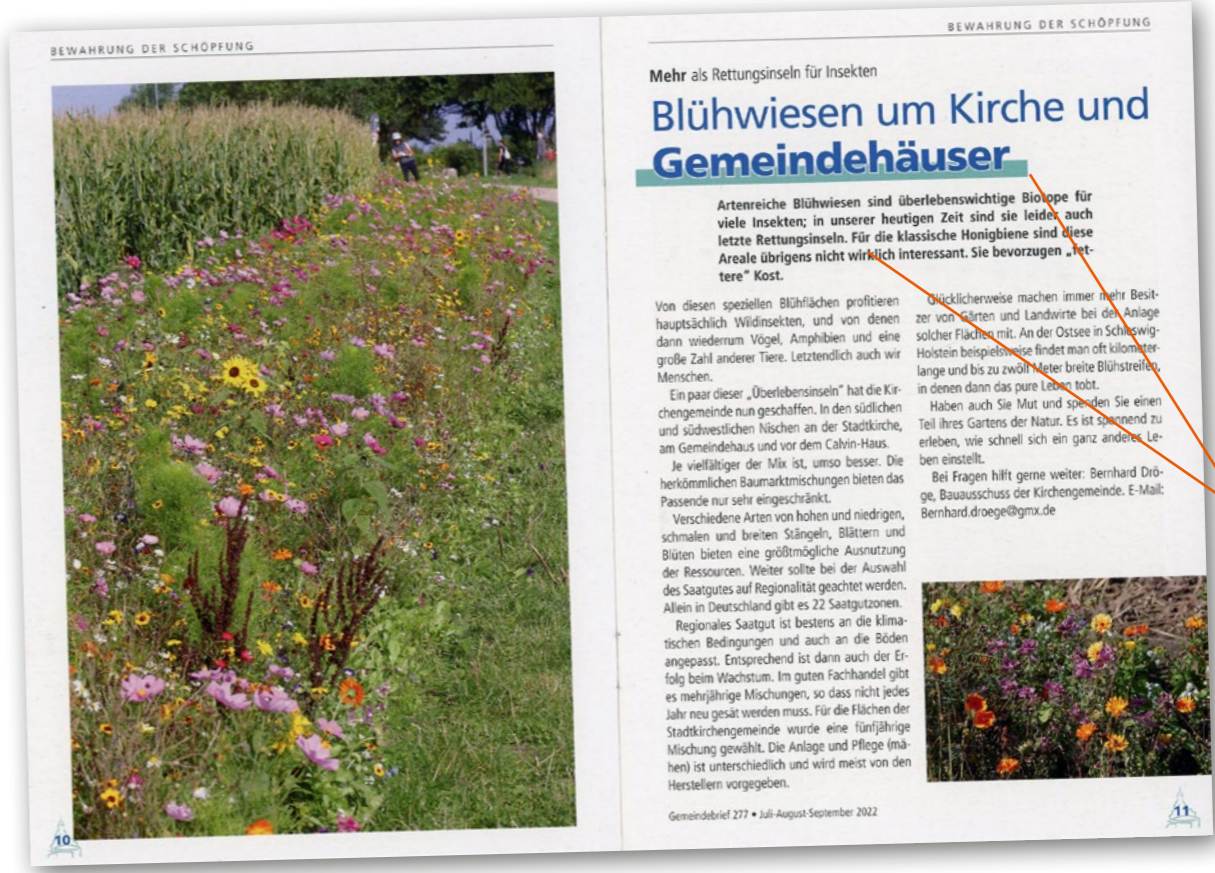 BEWAHRUNG DER SCHÖPFUNG
10
BEWAHRUNG DER SCHÖPFUNG
Mehr als Rettungsinseln für Insekten
Blühwiesen um Kirche und
Gemeindehäuser
Artenreiche Blühwiesen sind überlebenswichtige Biotope für
viele Insekten; in unserer heutigen Zeit sind sie leider auch
letzte Rettungsinseln. Für die klassische Honigbiene sind diese
Areale übrigens nicht wirklich interessant. Sie bevorzugen „fet-
tere" Kost.
Von diesen speziellen Blühflächen profitieren
hauptsächlich Wildinsekten, und von denen
dann wiederrum Vögel, Amphibien und eine
große Zahl anderer Tiere. Letztendlich auch wir
Menschen.
Ein paar dieser „Überlebensinseln" hat die Kir-
chengemeinde nun geschaffen. In den südlichen
und südwestlichen Nischen an der Stadtkirche,
am Gemeindehaus und vor dem Calvin-Haus.
Je vielfältiger der Mix ist, umso besser. Die
herkömmlichen Baumarktmischungen bieten das
Passende nur sehr eingeschränkt.
Verschiedene Arten von hohen und niedrigen,
schmalen und breiten Stängeln, Blättern und
Blüten bieten eine größtmögliche Ausnutzung
der Ressourcen. Weiter sollte bei der Auswahl
des Saatgutes auf Regionalität geachtet werden.
Allein in Deutschland gibt es 22 Saatgutzonen.
Regionales Saatgut ist bestens an die klima-
tischen Bedingungen und auch an die Böden
angepasst. Entsprechend ist dann auch der Er-
folg beim Wachstum. Im guten Fachhandel gibt
es mehrjährige Mischungen, so dass nicht jedes
Jahr neu gesät werden muss. Für die Flächen der
Stadtkirchengemeinde wurde eine fünfjährige
Mischung gewählt. Die Anlage und Pflege (mä-
hen) ist unterschiedlich und wird meist von den
Herstellern vorgegeben.
Glücklicherweise machen immer mehr Besit-
zer von Gärten und Landwirte bei der Anlage
solcher Flächen mit. An der Ostsee in Schleswig-
Holstein beispielsweise findet man oft kilometer-
lange und bis zu zwölf Meter breite Blühstreifen,
in denen dann das pure Leben tobt.
Haben auch Sie Mut und spenden Sie einen
Teil ihres Gartens der Natur. Es ist spannend zu
erleben, wie schnell sich ein ganz anderes Le-
ben einstellt.
Bei Fragen hilft gerne weiter: Bernhard Drö-
ge, Bauausschuss der Kirchengemeinde. E-Mail:
Bernhard.droege@gmx.de
Gemeindebrief 277 • Juli-August-September 2022
11